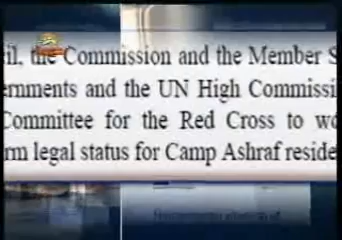 il, the Commission and the Member S
ernments and the UN High Commissi
Committee for the Red Cross to wo
rm legal status for Camp Ashraf reside